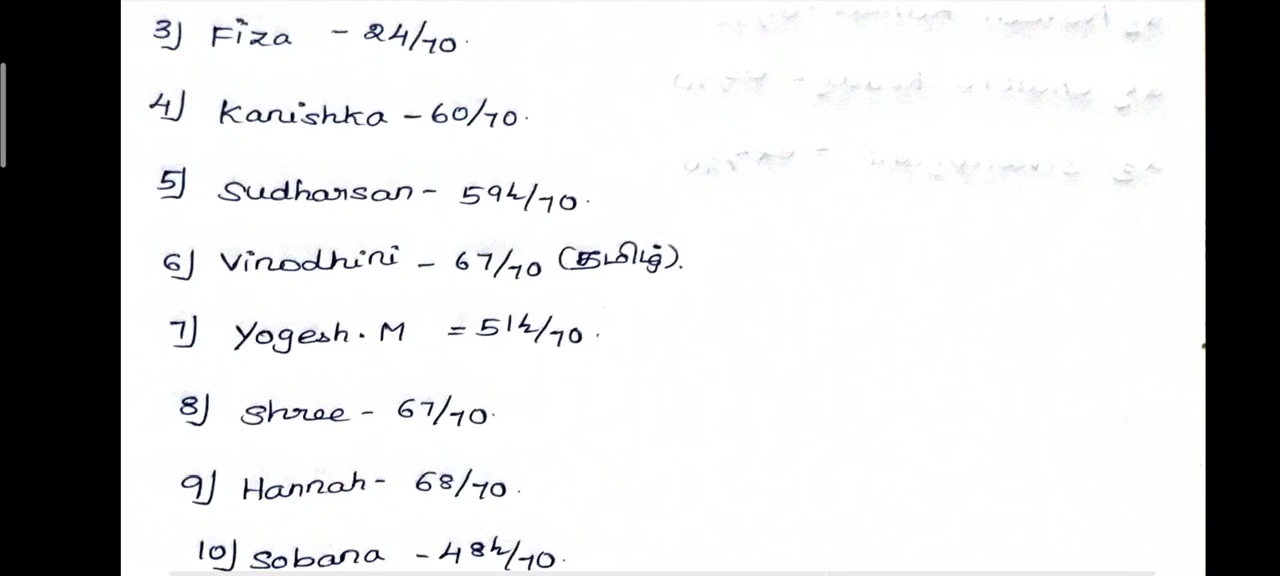 3) Fiza - 24/70.
4) Kanishka - 60/70.
5) Sudharsan - 59½/70.
6) Vinodhini - 67/70 (தமிழ்).
7) Yogesh. M = 51½/70.
8) Shree - 67/70.
9) Hannah - 68/70.
10) Sobana - 48½/70.